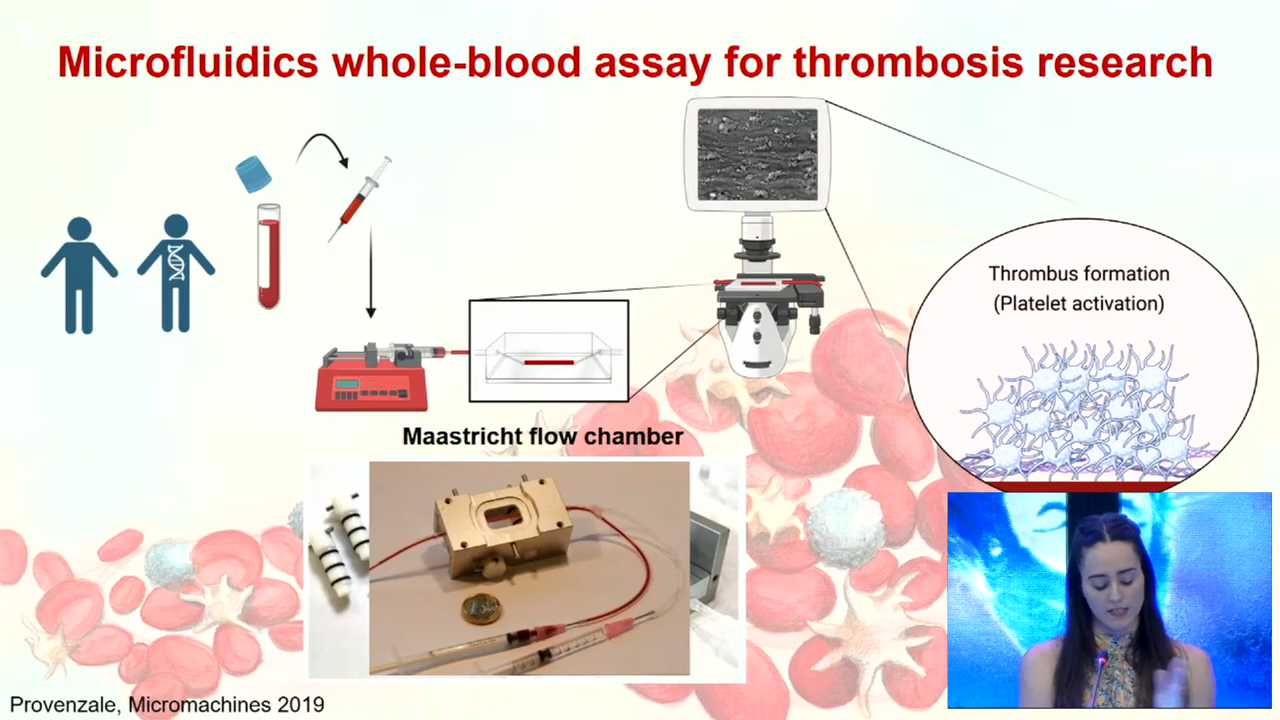 Microfluidics whole-blood assay for thrombosis research
Thrombus formation
(Platelet activation)
Maastricht flow chamber
Provenzale, Micromachines 2019